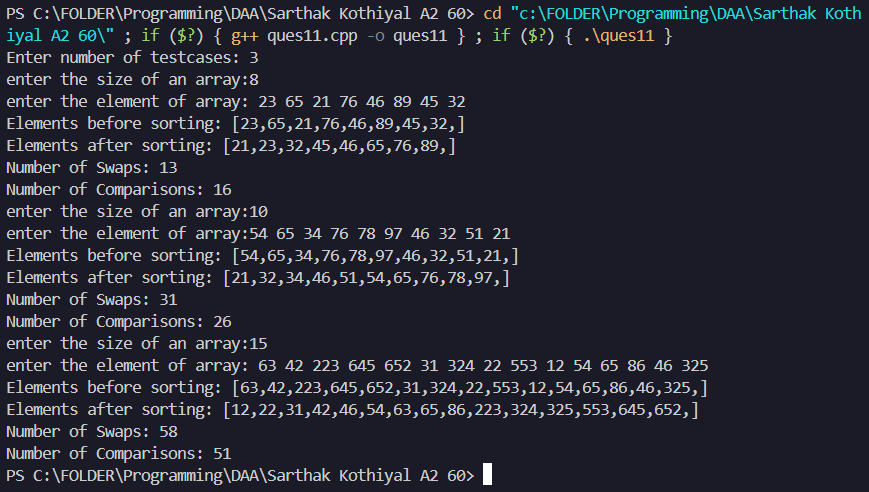 PS C:\FOLDER\Programming\DAA\Sarthak Kothiyal A2 60> cd "c:\FOLDER\Programming\DAA\Sarthak Koth
iyal A2 60\" ; if ($?) { g++ ques11.cpp -o ques11 } ; if ($?) { .\ques11 }
Enter number of testcases: 3
enter the size of an array:8
enter the element of array: 23 65 21 76 46 89 45 32
Elements before sorting: [23,65,21,76,46,89,45,32,]
Elements after sorting: [21,23,32,45,46,65,76,89,]
Number of Swaps: 13
Number of Comparisons: 16
enter the size of an array:10
enter the element of array:54 65 34 76 78 97 46 32 51 21
Elements before sorting: [54,65,34,76,78,97,46,32,51,21,]
Elements after sorting: [21,32,34,46,51,54,65,76,78,97,]
Number of Swaps: 31
Number of Comparisons: 26
enter the size of an array:15
enter the element of array: 63 42 223 645 652 31 324 22 553 12 54 65 86 46 325
Elements before sorting: [63,42,223,645,652,31,324,22,553,12,54,65,86,46,325,]
Elements after sorting: [12,22,31,42,46,54,63,65,86,223,324,325,553,645,652,]
Number of Swaps: 58
Number of Comparisons: 51
PS C:\FOLDER\Programming\DAA\Sarthak Kothiyal A2 60>